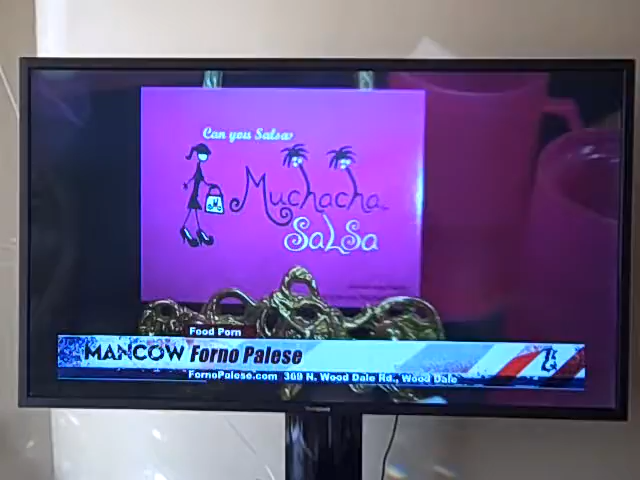 Can you Salsa?
Muchacha
SaLSa
Food Porn
MANCOW Forno Palese
FornoPalese.com 369 N. Wood Dale Rd., Wood Dale